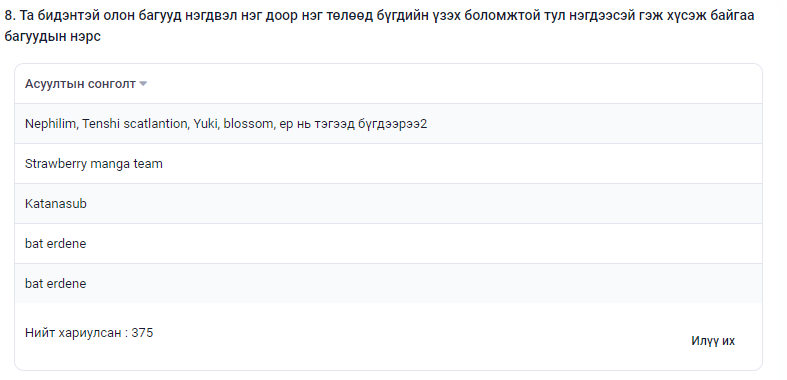 8. Та бидэнтэй олон багууд нэгдвэл нэг доор нэг төлөөд бүгдийн үзэх боломжтой тул нэгдээсэй гэж хүсэж байгаа
багуудын нэрс
Асуултын сонголт
Nephilim, Tenshi scatlantion, Yuki, blossom, ер нь тэгээд бүгдээрээ2
Strawberry manga team
Katanasub
bat erdene
bat erdene
Нийт хариулсан : 375
Илүү их